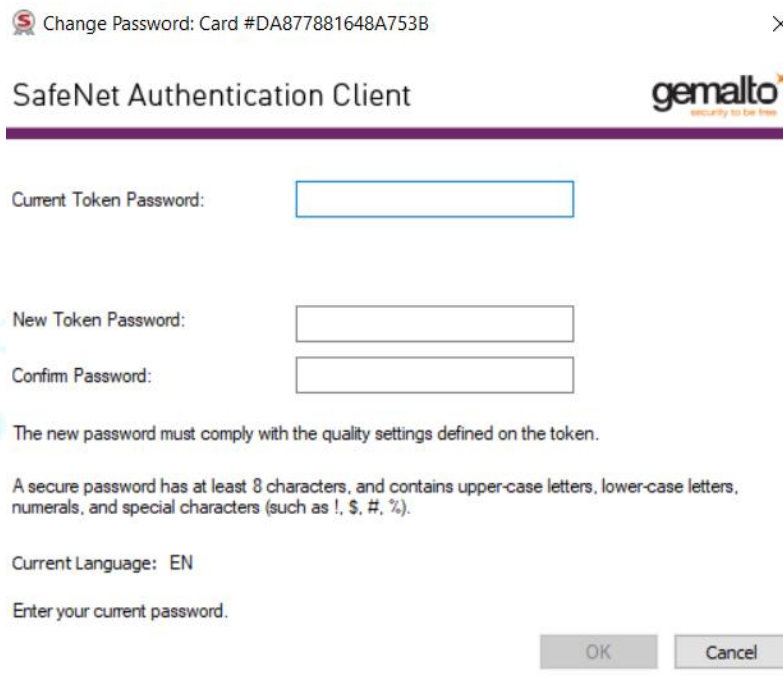 Change Password: Card #DA877881648A753B
SafeNet Authentication Client
gemalto
security to be free
Current Token Password:
New Token Password:
Confirm Password:
The new password must comply with the quality settings defined on the token.
A secure password has at least 8 characters, and contains upper-case letters, lower-case letters,
numerals, and special characters (such as !, $, #, %).
Current Language: EN
Enter your current password.
OK Cancel